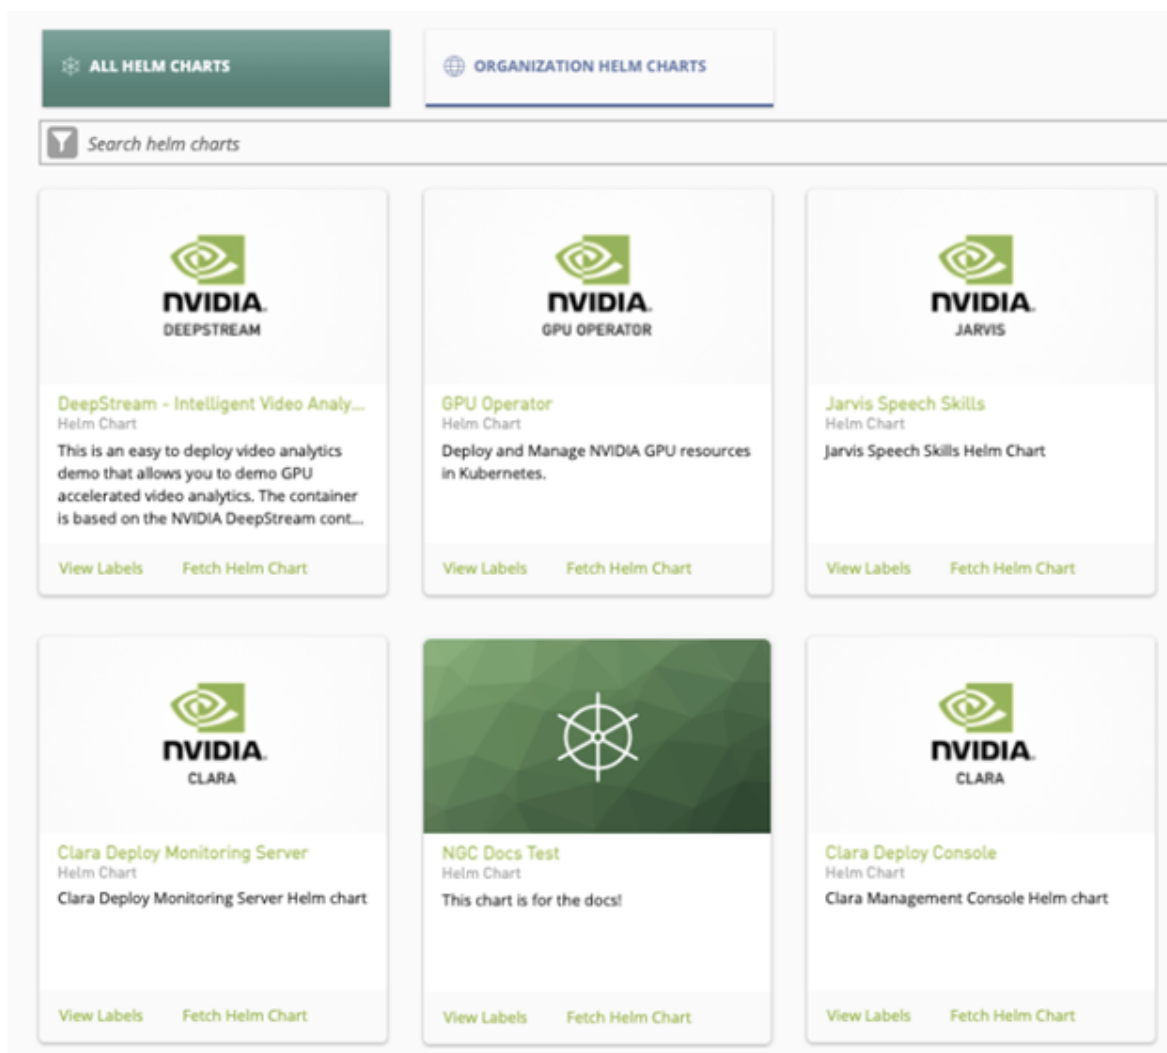 ALL HELM CHARTS
ORGANIZATION HELM CHARTS
Search helm charts
NVIDIA.
DEEPSTREAM
DeepStream - Intelligent Video Analy...
Helm Chart
This is an easy to deploy video analytics
demo that allows you to demo GPU
accelerated video analytics. The container
is based on the NVIDIA DeepStream cont...
View Labels
Fetch Helm Chart
NVIDIA.
GPU OPERATOR
GPU Operator
Helm Chart
Deploy and Manage NVIDIA GPU resources
in Kubernetes.
View Labels
Fetch Helm Chart
NVIDIA.
JARVIS
Jarvis Speech Skills
Helm Chart
Jarvis Speech Skills Helm Chart
View Labels
Fetch Helm Chart
NVIDIA.
CLARA
Clara Deploy Monitoring Server
Helm Chart
Clara Deploy Monitoring Server Helm chart
View Labels
Fetch Helm Chart
NGC Docs Test
Helm Chart
This chart is for the docs!
View Labels
Fetch Helm Chart
NVIDIA.
CLARA
Clara Deploy Console
Helm Chart
Clara Management Console Helm chart
View Labels
Fetch Helm Chart